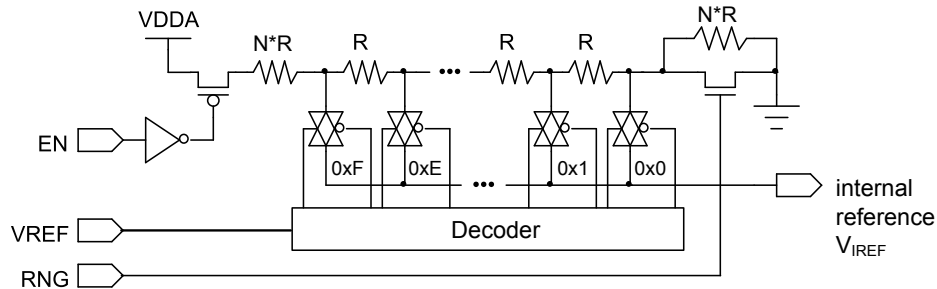 VDDA
N*R
R
R
R
N*R
•••
EN
0xF
0xE
0x1
0x0
•••
internal
reference
VIREF
VREF
Decoder
RNG